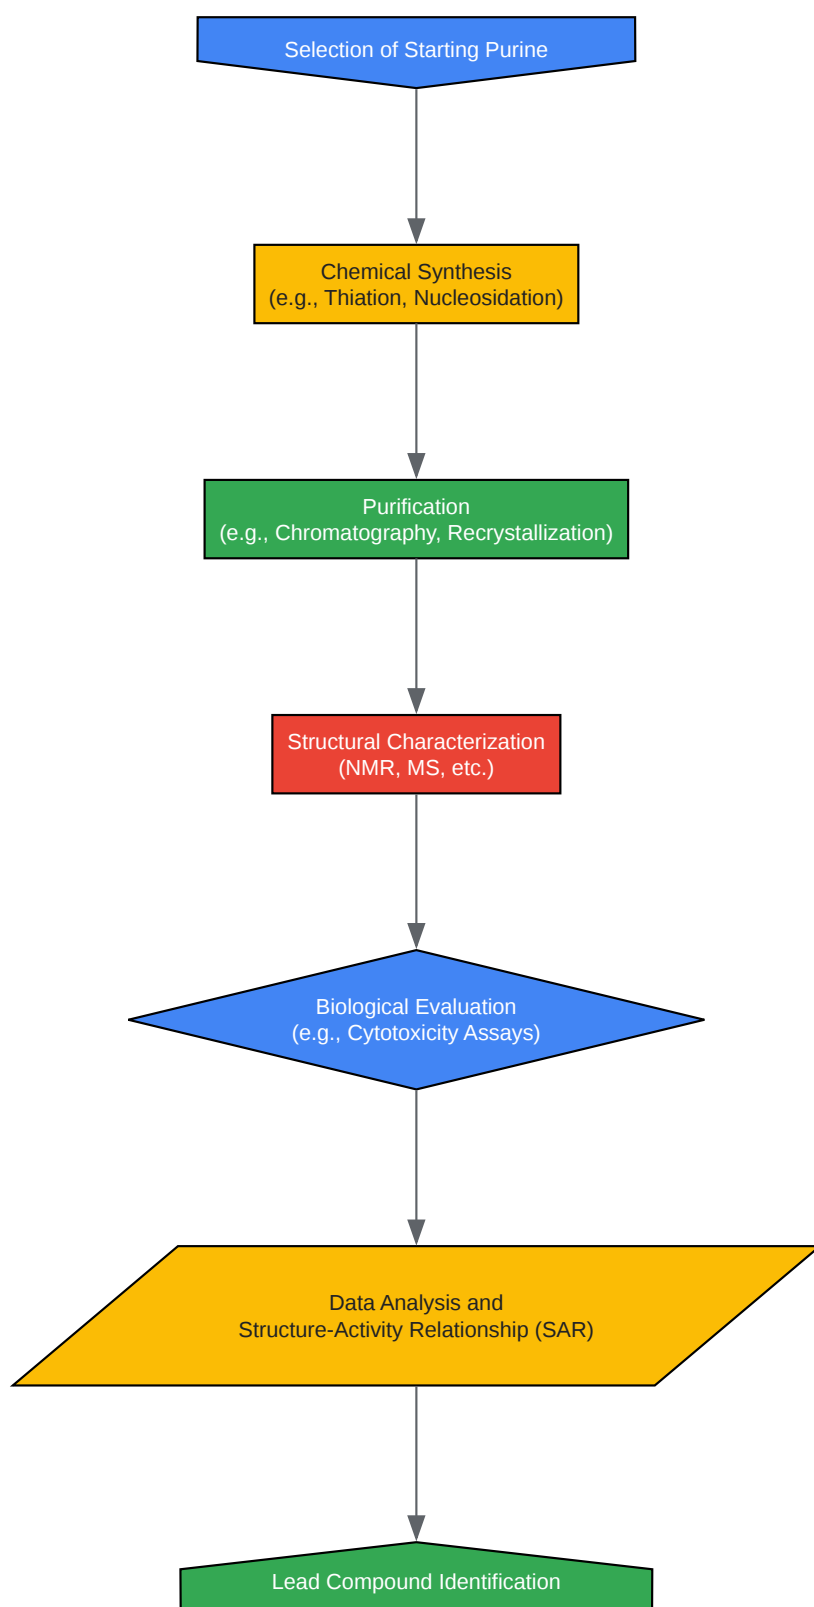 Selection of Starting Purine
Chemical Synthesis
(e.g., Thiation, Nucleosidation)
Purification
(e.g., Chromatography, Recrystallization)
Structural Characterization
(NMR, MS, etc.)
Biological Evaluation
(e.g., Cytotoxicity Assays)
Data Analysis and
Structure-Activity Relationship (SAR)
Lead Compound Identification